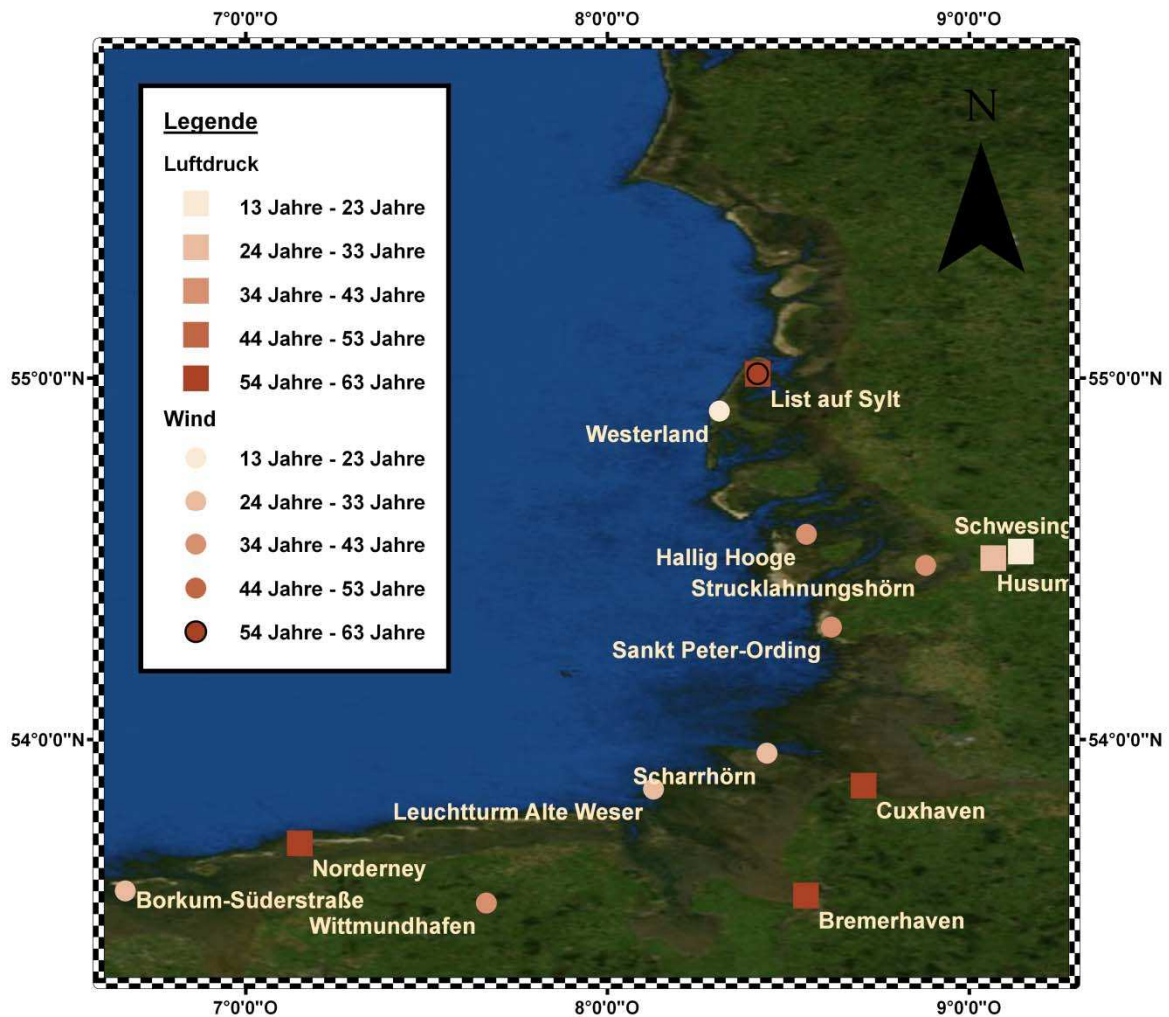 7°0'0"O 8°0'0"O 9°0'0"O
N
Legende
Luftdruck
13 Jahre - 23 Jahre
24 Jahre - 33 Jahre
34 Jahre - 43 Jahre
44 Jahre - 53 Jahre
54 Jahre - 63 Jahre
Wind
13 Jahre - 23 Jahre
24 Jahre - 33 Jahre
34 Jahre - 43 Jahre
44 Jahre - 53 Jahre
54 Jahre - 63 Jahre
55°0'0"N 55°0'0"N
List auf Sylt
Westerland
Schwesing
Hallig Hooge
Husum
Strucklahnungshörn
Sankt Peter-Ording
54°0'0"N 54°0'0"N
Scharrhörn
Leuchtturm Alte Weser
Cuxhaven
Norderney
Borkum-Süderstraße
Wittmundhafen
Bremerhaven
7°0'0"O 8°0'0"O 9°0'0"O